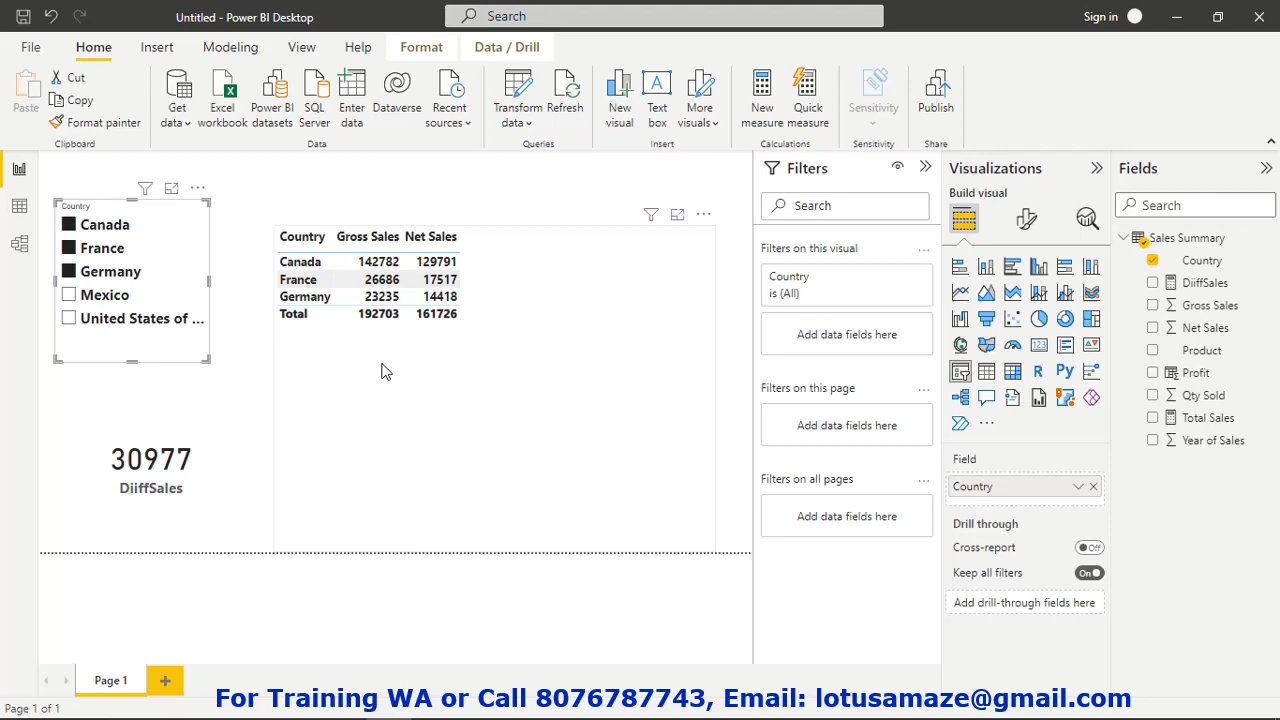 Untitled - Power BI Desktop
Search
Sign in
File Home Insert Modeling View Help Format Data / Drill
Paste
Cut
Copy
Format painter
Clipboard
Get data
Excel workbook
Power BI datasets
SQL Server
Enter data
Dataverse
Recent sources
Data
Transform data
Refresh
Queries
New visual
Text box
More visuals
Insert
New measure
Quick measure
Calculations
Sensitivity
Sensitivity
Publish
Share
Country
Canada
France
Germany
Mexico
United States of ...
Country Gross Sales Net Sales
Canada 142782 129791
France 26686 17517
Germany 23235 14418
Total 192703 161726
30977
DiiffSales
Filters
Search
Filters on this visual ...
Country
is (All)
Add data fields here
Filters on this page ...
Add data fields here
Filters on all pages ...
Add data fields here
Visualizations
Build visual
123
R
Py
...
Field
Country
Drill through
Cross-report Off
Keep all filters On
Add drill-through fields here
Fields
Search
Sales Summary
Country
DiiffSales
Gross Sales
Net Sales
Product
Profit
Qty Sold
Total Sales
Year of Sales
Page 1
Page 1 of 1
For Training WA or Call 8076787743, Email: lotusamaze@gmail.com